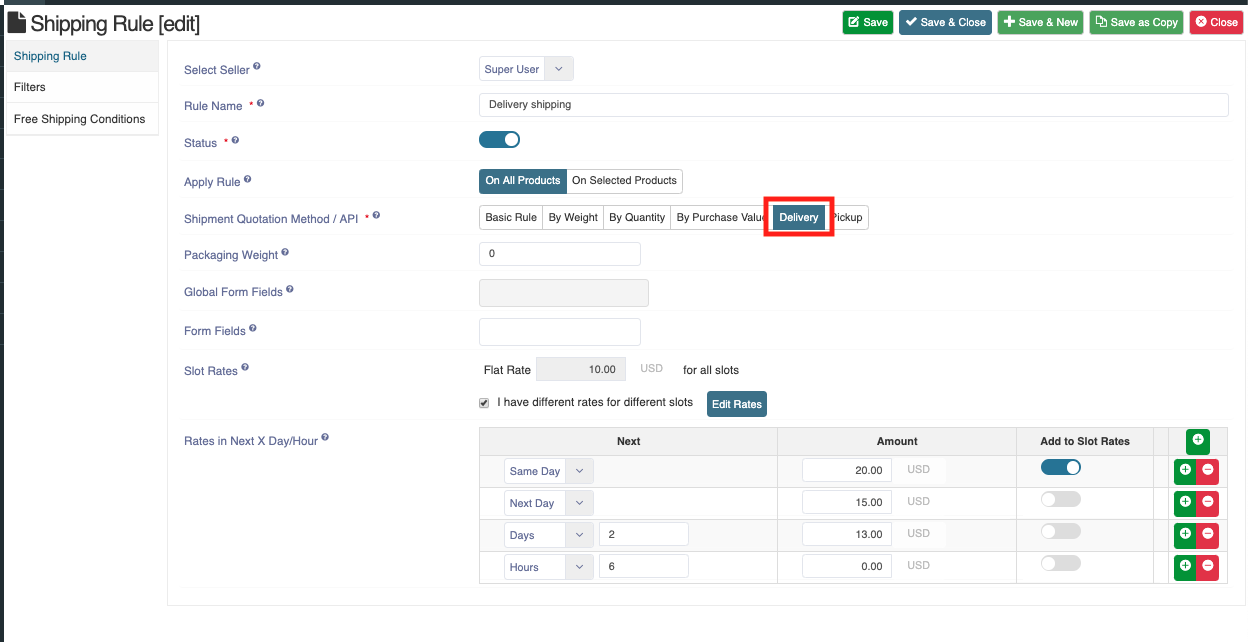 Shipping Rule [edit]
Save
Save & Close
Save & New
Save as Copy
Close
Shipping Rule
Filters
Free Shipping Conditions
Select Seller
Super User
Rule Name *
Delivery shipping
Status *
Apply Rule
On All Products
On Selected Products
Shipment Quotation Method / API *
Basic Rule
By Weight
By Quantity
By Purchase Valu
Delivery
Pickup
Packaging Weight
0
Global Form Fields
Form Fields
Slot Rates
Flat Rate 10.00 USD for all slots
I have different rates for different slots
Edit Rates
Rates in Next X Day/Hour
Next Amount Add to Slot Rates
Same Day 20.00 USD
Next Day 15.00 USD
Days 2 13.00 USD
Hours 6 0.00 USD